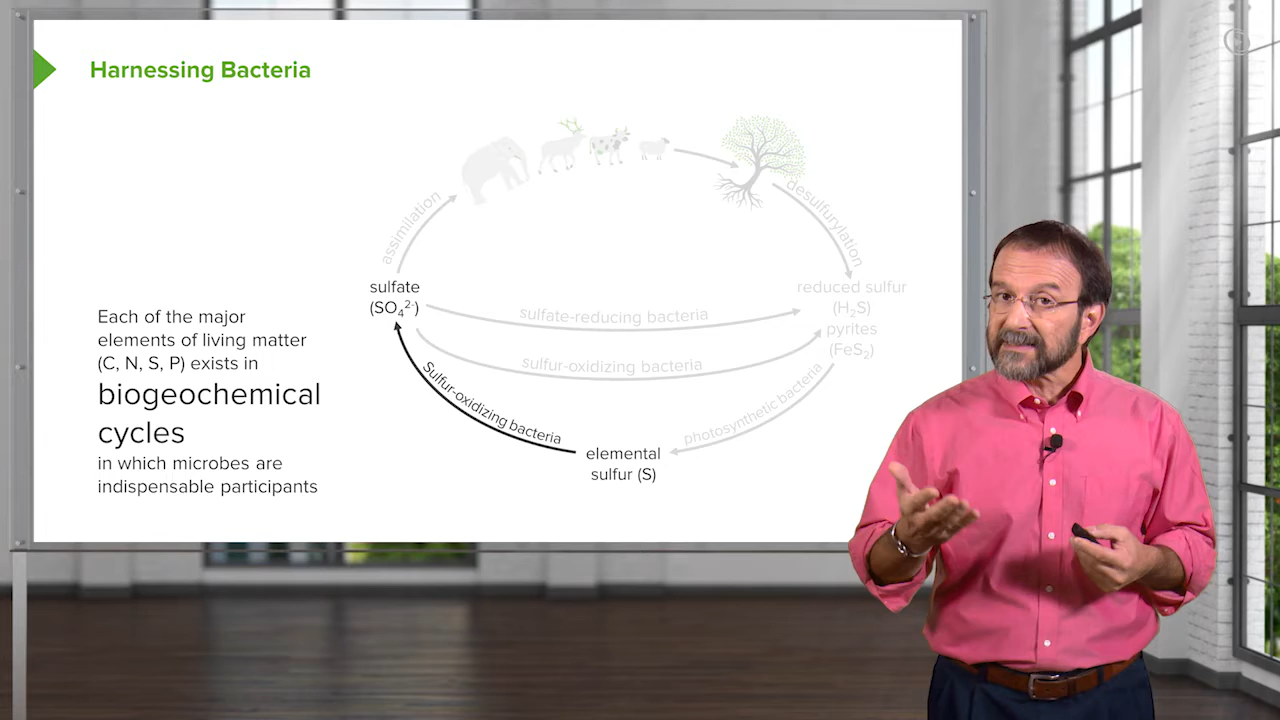 Harnessing Bacteria
assimilation
desulfurylation
sulfate
(SO₄²⁻)
reduced sulfur
(H₂S)
pyrites
(FeS₂)
sulfate-reducing bacteria
sulfur-oxidizing bacteria
Sulfur-oxidizing bacteria
photosynthetic bacteria
elemental
sulfur (S)
Each of the major
elements of living matter
(C, N, S, P) exists in
biogeochemical
cycles
in which microbes are
indispensable participants